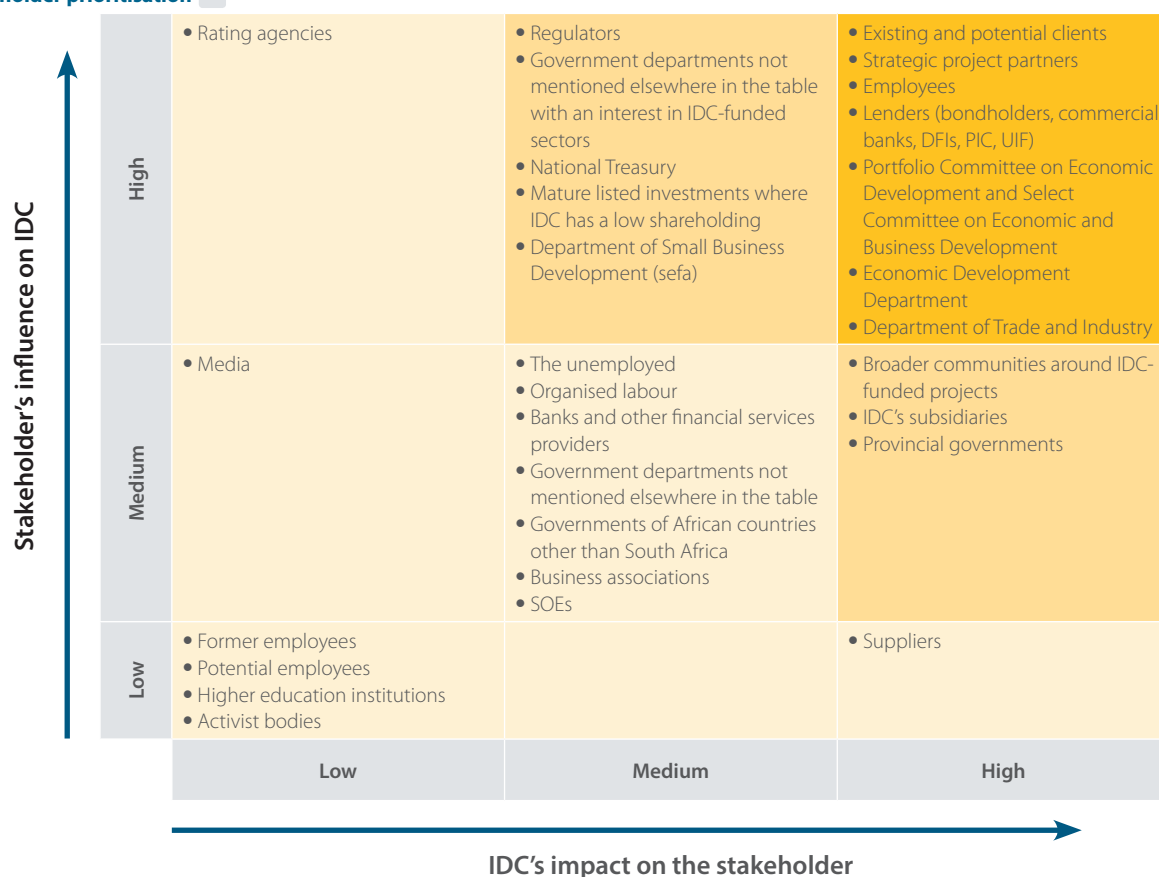 holder prioritisation
Stakeholder's influence on IDC
High
• Rating agencies
• Regulators
• Government departments not
mentioned elsewhere in the table
with an interest in IDC-funded
sectors
• National Treasury
• Mature listed investments where
IDC has a low shareholding
• Department of Small Business
Development (sefa)
• Existing and potential clients
• Strategic project partners
• Employees
• Lenders (bondholders, commercial
banks, DFIs, PIC, UIF)
• Portfolio Committee on Economic
Development and Select
Committee on Economic and
Business Development
• Economic Development
Department
• Department of Trade and Industry
Medium
• Media
• The unemployed
• Organised labour
• Banks and other financial services
providers
• Government departments not
mentioned elsewhere in the table
• Governments of African countries
other than South Africa
• Business associations
• SOEs
• Broader communities around IDC-
funded projects
• IDC's subsidiaries
• Provincial governments
Low
• Former employees
• Potential employees
• Higher education institutions
• Activist bodies
• Suppliers
Low
Medium
High
IDC's impact on the stakeholder